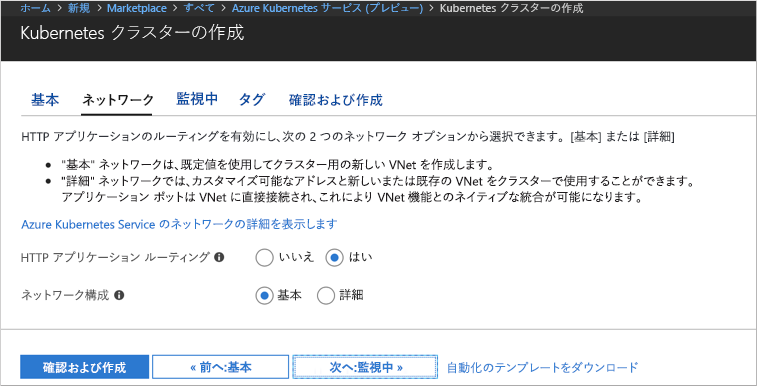 ホーム > 新規 > Marketplace > すべて > Azure Kubernetes サービス (プレビュー) > Kubernetes クラスターの作成
Kubernetes クラスターの作成
基本 ネットワーク 監視中 タグ 確認および作成
HTTP アプリケーションのルーティングを有効にし、次の 2 つのネットワーク オプションから選択できます。[基本] または [詳細]
• "基本" ネットワークは、既定値を使用してクラスター用の新しい VNet を作成します。
• "詳細" ネットワークでは、カスタマイズ可能なアドレスと新しいまたは既存の VNet をクラスターで使用することができます。
アプリケーション ポットは VNet に直接接続され、これにより VNet 機能とのネイティブな統合が可能になります。
Azure Kubernetes Service のネットワークの詳細を表示します
HTTP アプリケーション ルーティング いいえ はい
ネットワーク構成 基本 詳細
確認および作成 « 前へ:基本 次へ:監視中 » 自動化のテンプレートをダウンロード